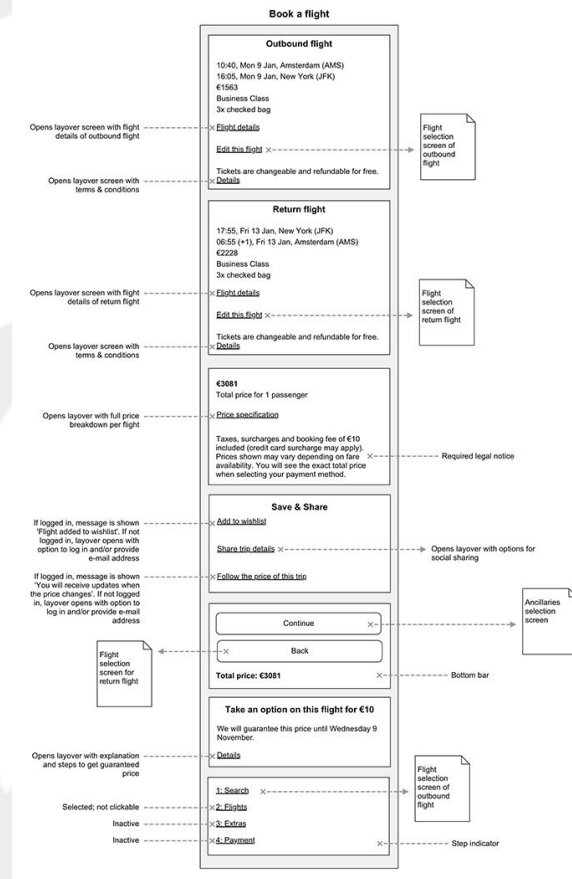 Book a flight
Outbound flight
10:40, Mon 9 Jan, Amsterdam (AMS)
16:05, Mon 9 Jan, New York (JFK)
€1563
Business Class
3x checked bag
Opens layover screen with flight
details of outbound flight
Flight details
Edit this flight
Flight
selection
screen of
outbound
flight
Tickets are changeable and refundable for free.
Details
Opens layover screen with
terms & conditions
Return flight
17:55, Fri 13 Jan, New York (JFK)
06:55 (+1), Fri 13 Jan, Amsterdam (AMS)
€2228
Business Class
3x checked bag
Opens layover screen with flight
details of return flight
Flight details
Edit this flight
Flight
selection
screen of
return flight
Tickets are changeable and refundable for free.
Details
Opens layover screen with
terms & conditions
€3081
Total price for 1 passenger
Opens layover with full price
breakdown per flight
Price specification
Taxes, surcharges and booking fee of €10
included (credit card surcharge may apply).
Prices shown may vary depending on fare
availability. You will see the exact total price
when selecting your payment method.
Required legal notice
Save & Share
If logged in, message is shown
'Flight added to wishlist'. If not
logged in, layover opens with
option to log in and/or provide
e-mail address
Add to wishlist
Share trip details
Opens layover with options for
social sharing
If logged in, message is shown
'You will receive updates when
the price changes'. If not logged
in, layover opens with option to
log in and/or provide e-mail
address
Follow the price of this trip
Continue
Ancillaries
selection
screen
Back
Flight
selection
screen for
return flight
Total price: €3081
Bottom bar
Take an option on this flight for €10
We will guarantee this price until Wednesday 9
November.
Opens layover with explanation
and steps to get guaranteed
price
Details
1: Search
Flight
selection
screen of
outbound
flight
Selected; not clickable
2: Flights
Inactive
3: Extras
Inactive
4: Payment
Step indicator